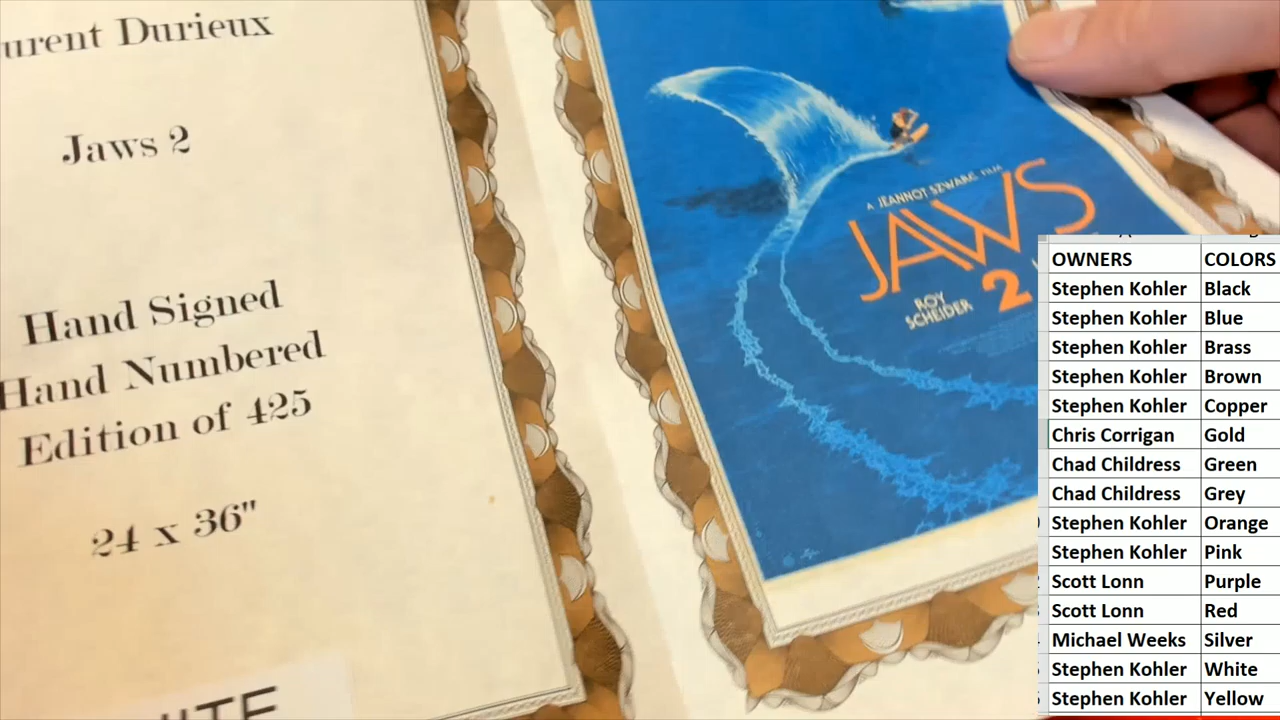 Durieux
Jaws 2
Hand Signed
Hand Numbered
Edition of 425
24 x 36"
A JEANNOT SZWARC FILM
JAWS
2
ROY
SCHEIDER
OWNERS COLORS
Stephen Kohler Black
Stephen Kohler Blue
Stephen Kohler Brass
Stephen Kohler Brown
Stephen Kohler Copper
Chris Corrigan Gold
Chad Childress Green
Chad Childress Grey
Stephen Kohler Orange
Stephen Kohler Pink
Scott Lonn Purple
Scott Lonn Red
Michael Weeks Silver
Stephen Kohler White
Stephen Kohler Yellow